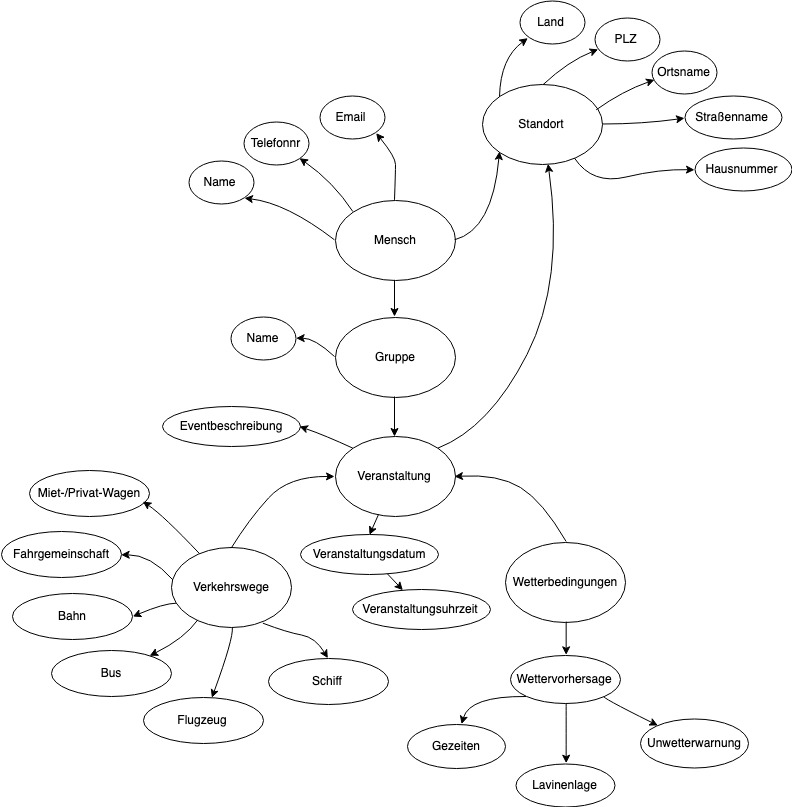 Land
PLZ
Ortsname
Straßenname
Hausnummer
Standort
Email
Telefonnr
Name
Mensch
Name
Gruppe
Eventbeschreibung
Veranstaltung
Miet-/Privat-Wagen
Fahrgemeinschaft
Bahn
Bus
Flugzeug
Schiff
Verkehrswege
Veranstaltungsdatum
Veranstaltungsuhrzeit
Wetterbedingungen
Wettervorhersage
Gezeiten
Lavinenlage
Unwetterwarnung